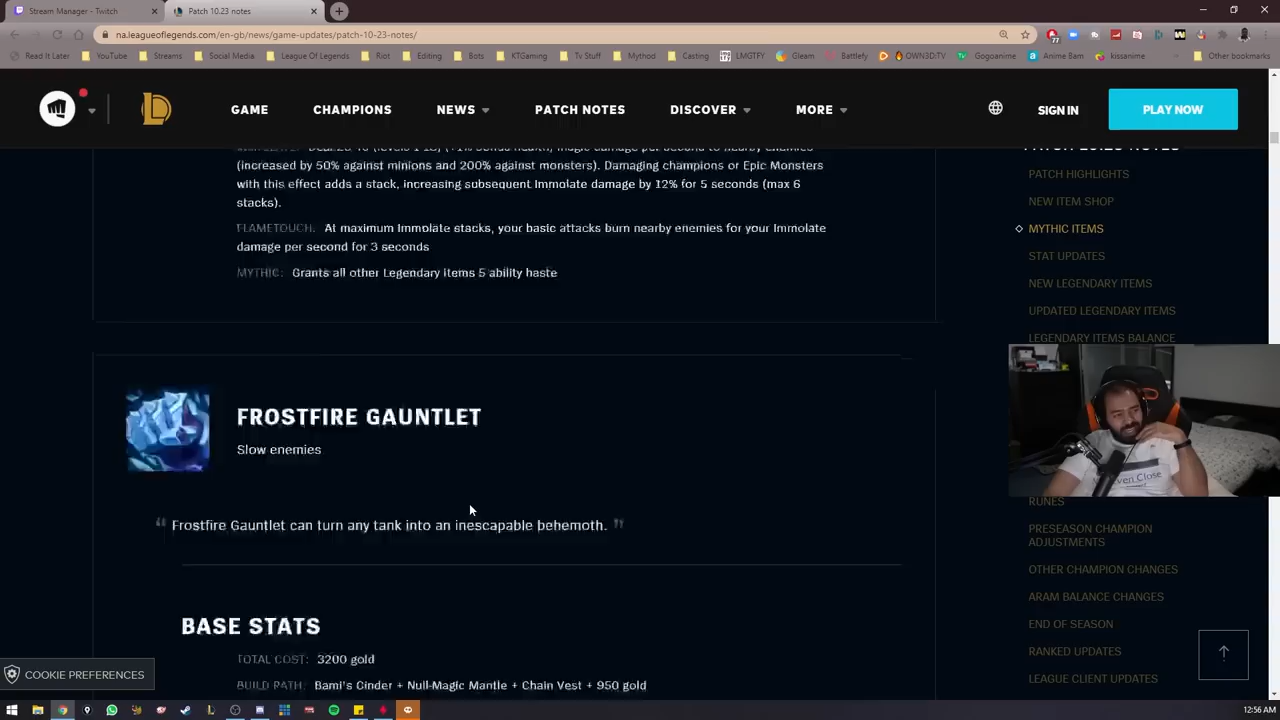 Stream Manager - Twitch
Patch 10.23 notes
na.leagueoflegends.com/en-gb/news/game-updates/patch-10-23-notes/
Read It Later YouTube Streams Social Media League Of Legends Riot Editing Bots KTGaming Tv Stuff Mythod Casting LMGTFY Gleam Battlefy OWN3D:TV Gogoanime Anime Bam kissanime Other bookmarks
GAME CHAMPIONS NEWS PATCH NOTES DISCOVER MORE SIGN IN PLAY NOW
(increased by 50% against minions and 200% against monsters). Damaging champions or Epic Monsters
with this effect adds a stack, increasing subsequent Immolate damage by 12% for 5 seconds (max 6
stacks).
FLAMETOUCH: At maximum Immolate stacks, your basic attacks burn nearby enemies for your Immolate
damage per second for 3 seconds
MYTHIC: Grants all other Legendary items 5 ability haste
FROSTFIRE GAUNTLET
Slow enemies
" Frostfire Gauntlet can turn any tank into an inescapable behemoth. "
BASE STATS
TOTAL COST: 3200 gold
BUILD PATH: Bami's Cinder + Null-Magic Mantle + Chain Vest + 950 gold
PATCH 10.23 NOTES
PATCH HIGHLIGHTS
NEW ITEM SHOP
MYTHIC ITEMS
STAT UPDATES
NEW LEGENDARY ITEMS
UPDATED LEGENDARY ITEMS
LEGENDARY ITEMS BALANCE
RUNES
PRESEASON CHAMPION
ADJUSTMENTS
OTHER CHAMPION CHANGES
ARAM BALANCE CHANGES
END OF SEASON
RANKED UPDATES
LEAGUE CLIENT UPDATES
COOKIE PREFERENCES
12:56 AM